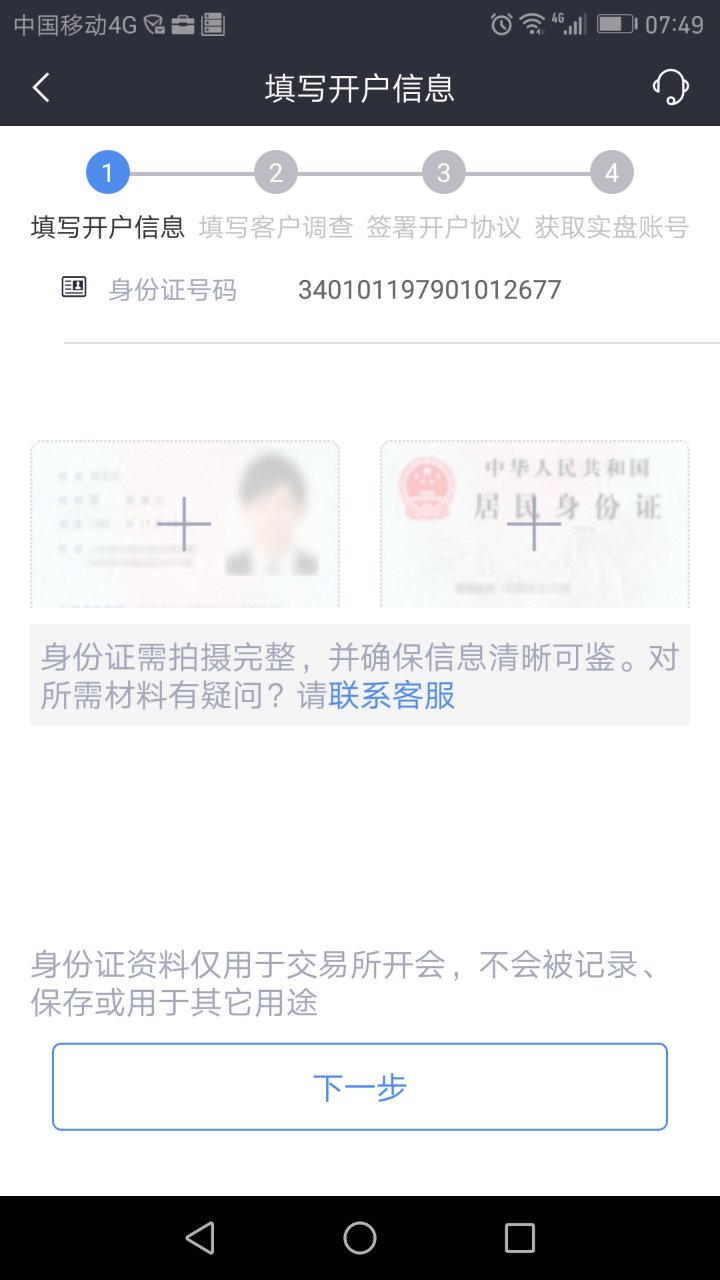 中国移动4G 4G 07:49
填写开户信息
1 2 3 4
填写开户信息 填写客户调查 签署开户协议 获取实盘账号
身份证号码 340101197901012677
中华人民共和国
居民身份证
身份证需拍摄完整，并确保信息清晰可鉴。对
所需材料有疑问？请联系客服
身份证资料仅用于交易所开会，不会被记录、
保存或用于其它用途
下一步